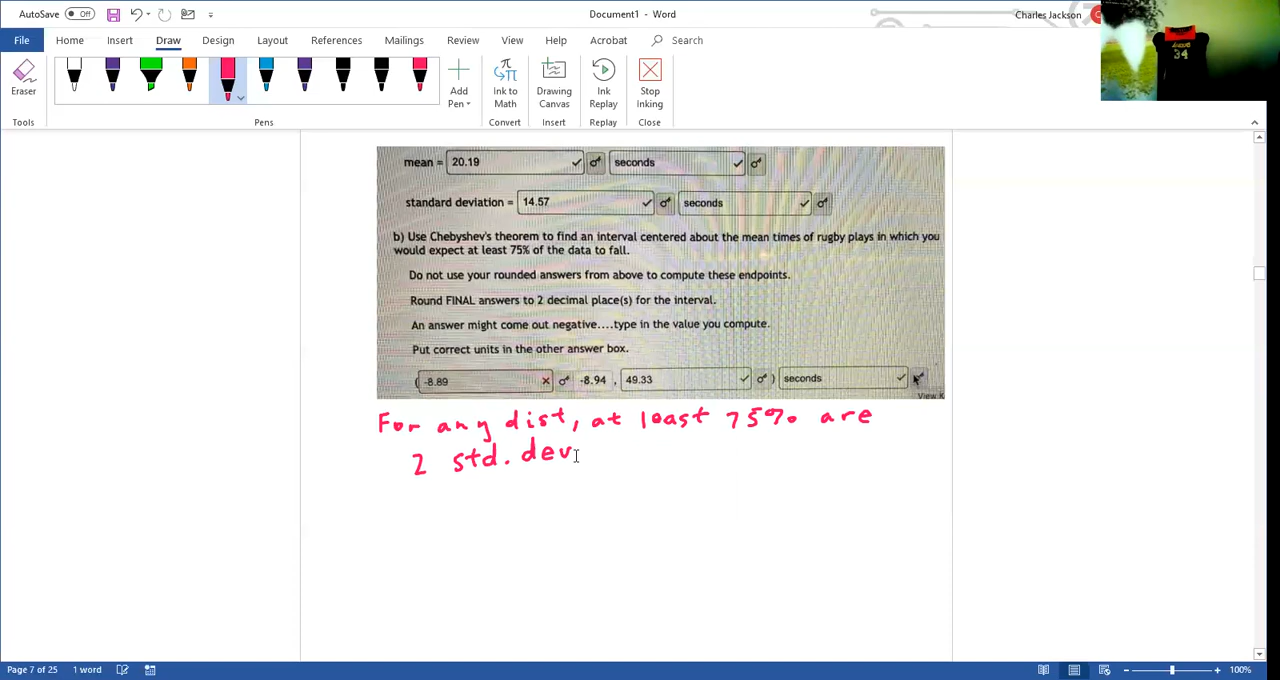 AutoSave Off Document1 - Word Charles Jackson
File Home Insert Draw Design Layout References Mailings Review View Help Acrobat Search
34
Eraser Add Pen Ink to Math Drawing Canvas Ink Replay Stop Inking
Tools Pens Convert Insert Replay Close
mean = 20.19 seconds
standard deviation = 14.57 seconds
b) Use Chebyshev's theorem to find an interval centered about the mean times of rugby plays in which you
would expect at least 75% of the data to fall.
Do not use your rounded answers from above to compute these endpoints.
Round FINAL answers to 2 decimal place(s) for the interval.
An answer might come out negative....type in the value you compute.
Put correct units in the other answer box.
( -8.89 -8.94 , 49.33 ) seconds
For any dist, at least 75% are
2 std. dev
Page 7 of 25 1 word 100%